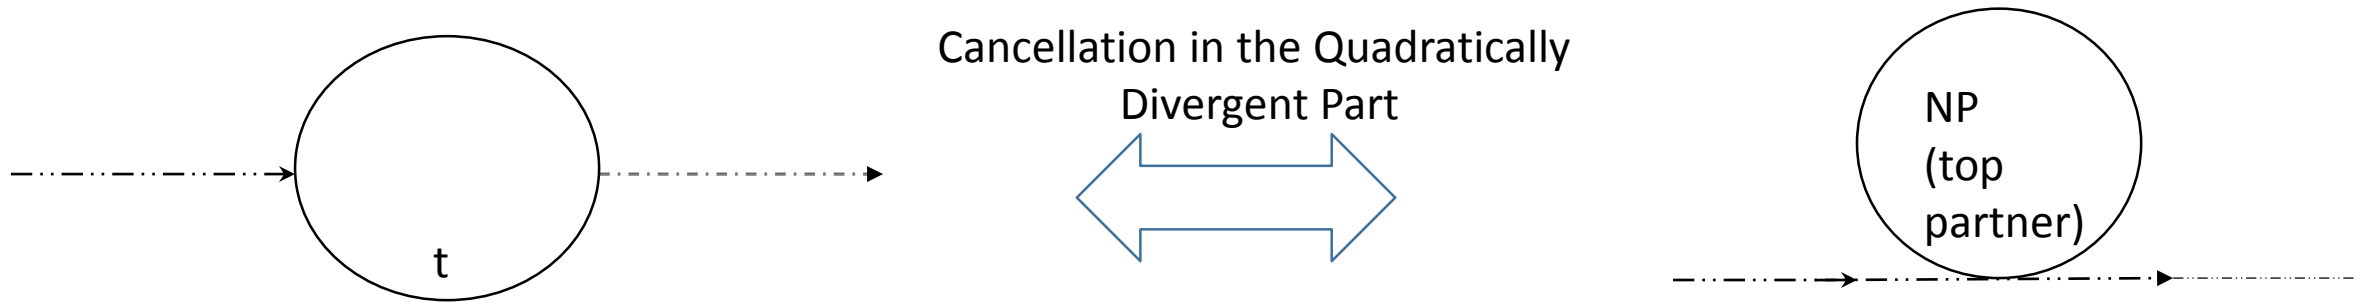 t
Cancellation in the Quadratically
Divergent Part
NP
(top
partner)